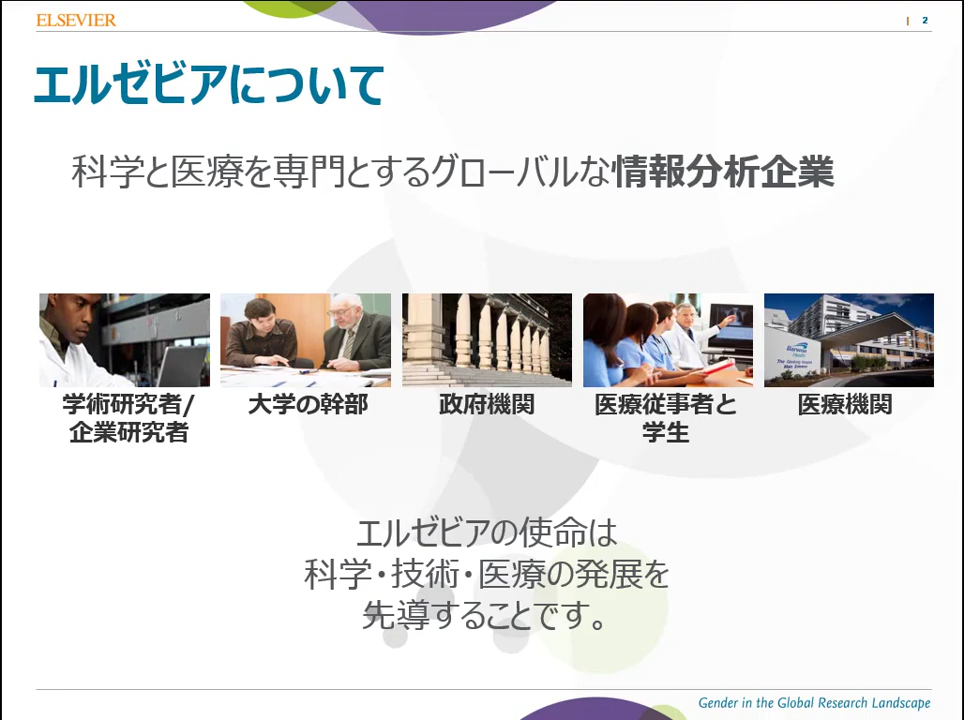 ELSEVIER
| 2
エルゼビアについて
科学と医療を専門とするグローバルな情報分析企業
Barwon
Health
学術研究者/
企業研究者
大学の幹部
政府機関
医療従事者と
学生
医療機関
エルゼビアの使命は
科学・技術・医療の発展を
先導することです。
Gender in the Global Research Landscape